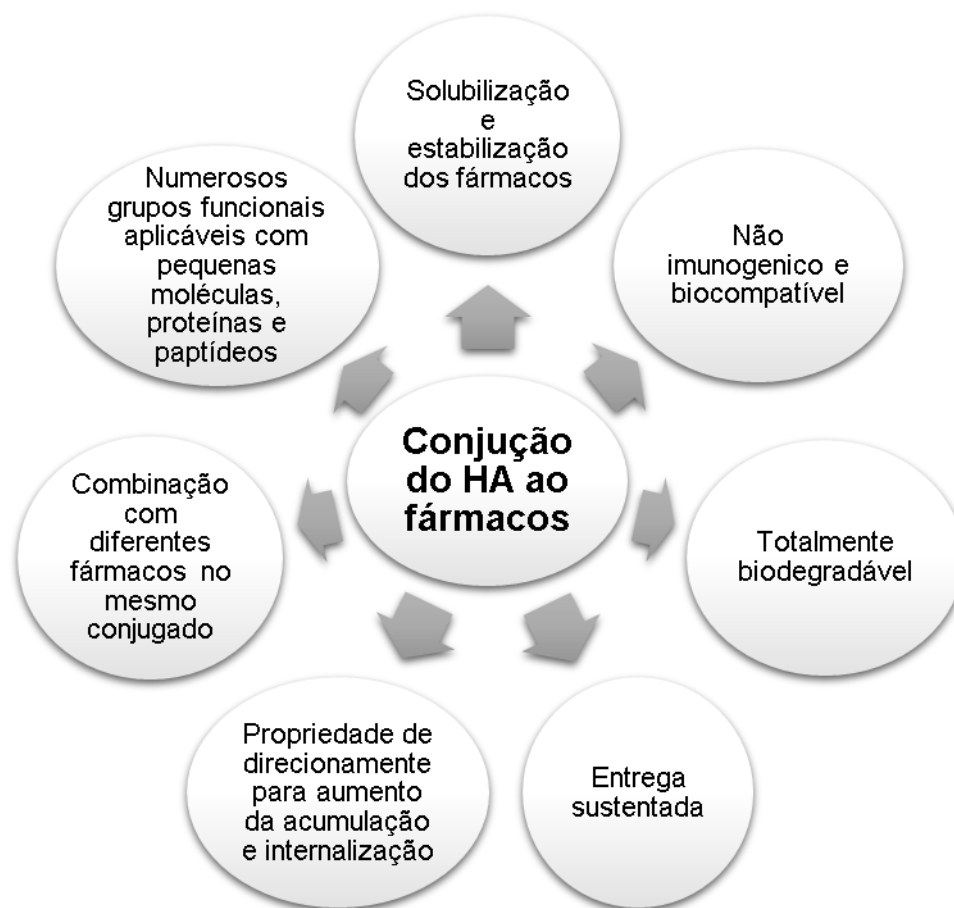 Solubilização
e
estabilização
dos fármacos
Numerosos
grupos funcionais
aplicáveis com
pequenas
moléculas,
proteínas e
paptídeos
Não
imunogenico e
biocompatível
Conjução
do HA ao
fármacos
Combinação
com
diferentes
fármacos no
mesmo
conjugado
Totalmente
biodegradável
Propriedade de
direcionamente
para aumento
da acumulação
e internalização
Entrega
sustentada